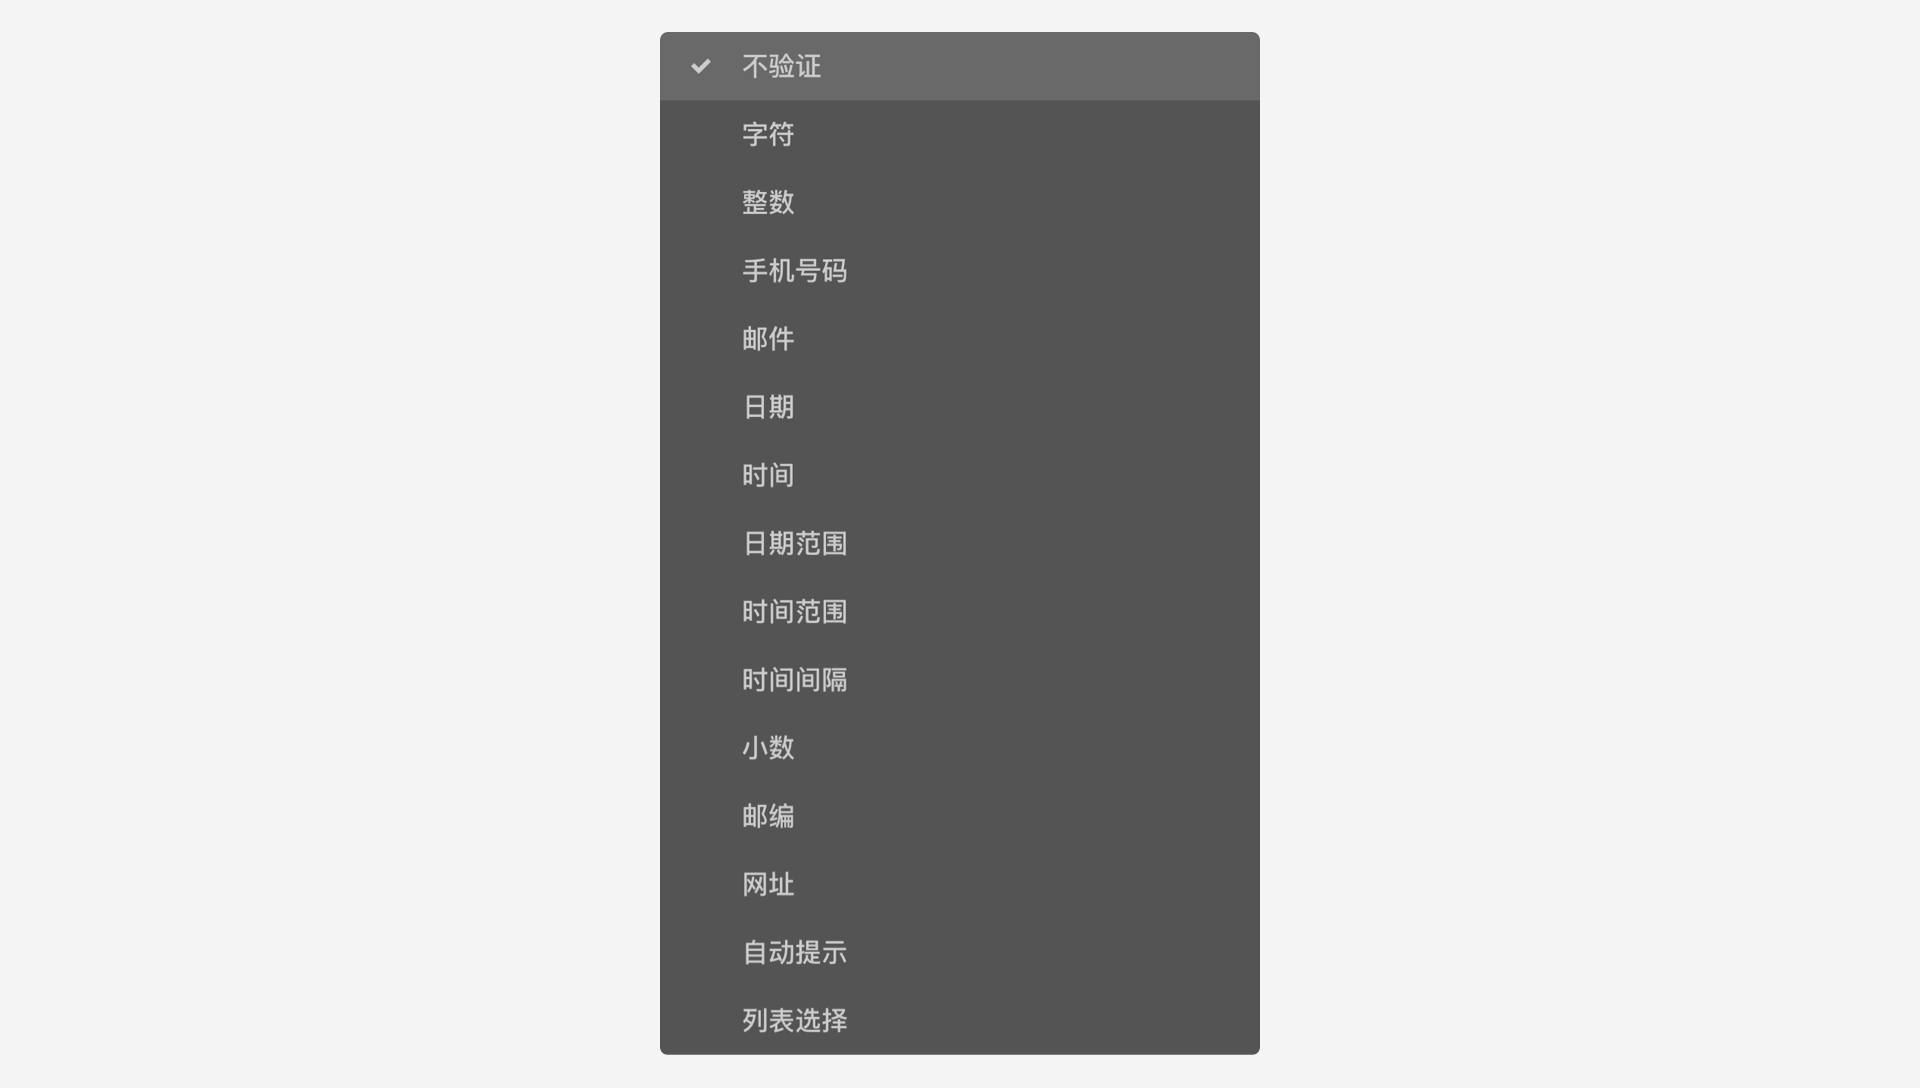 不验证
字符
整数
手机号码
邮件
日期
时间
日期范围
时间范围
时间间隔
小数
邮编
网址
自动提示
列表选择